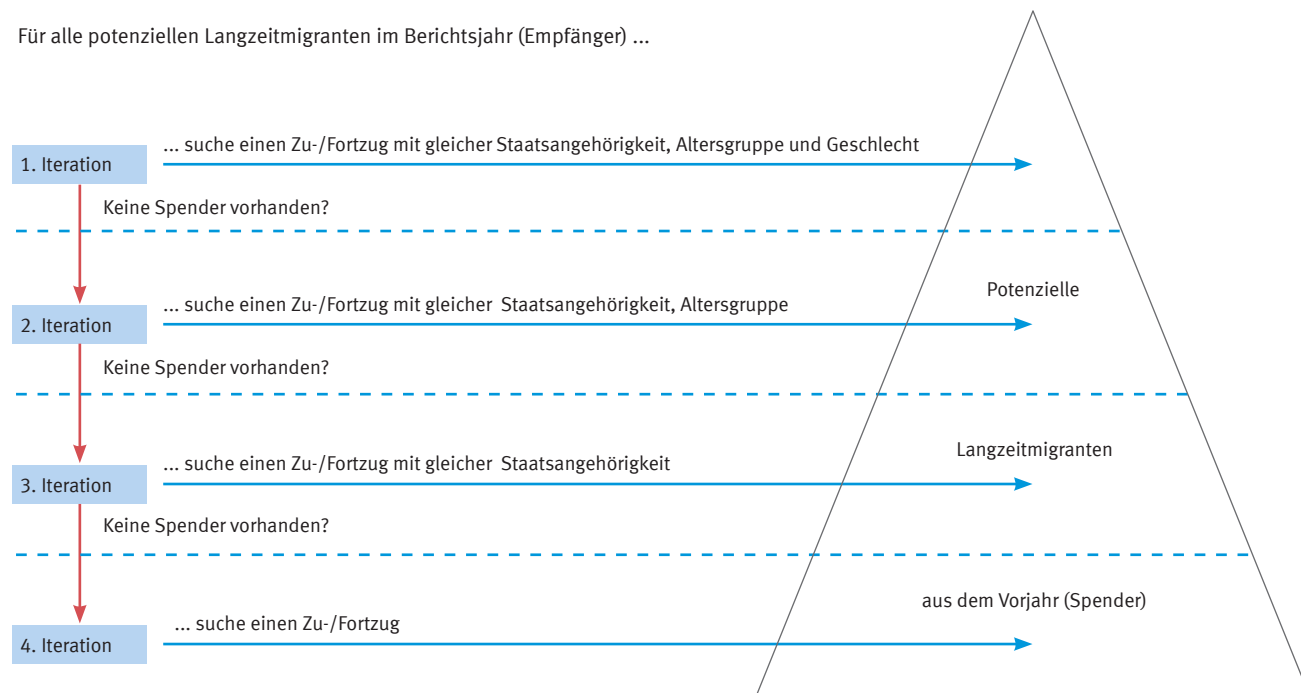 Für alle potenziellen Langzeitmigranten im Berichtsjahr (Empfänger) ...
... suche einen Zu-/Fortzug mit gleicher Staatsangehörigkeit, Altersgruppe und Geschlecht
1. Iteration
Keine Spender vorhanden?
... suche einen Zu-/Fortzug mit gleicher Staatsangehörigkeit, Altersgruppe
Potenzielle
2. Iteration
Keine Spender vorhanden?
... suche einen Zu-/Fortzug mit gleicher Staatsangehörigkeit
Langzeitmigranten
3. Iteration
Keine Spender vorhanden?
... suche einen Zu-/Fortzug
aus dem Vorjahr (Spender)
4. Iteration